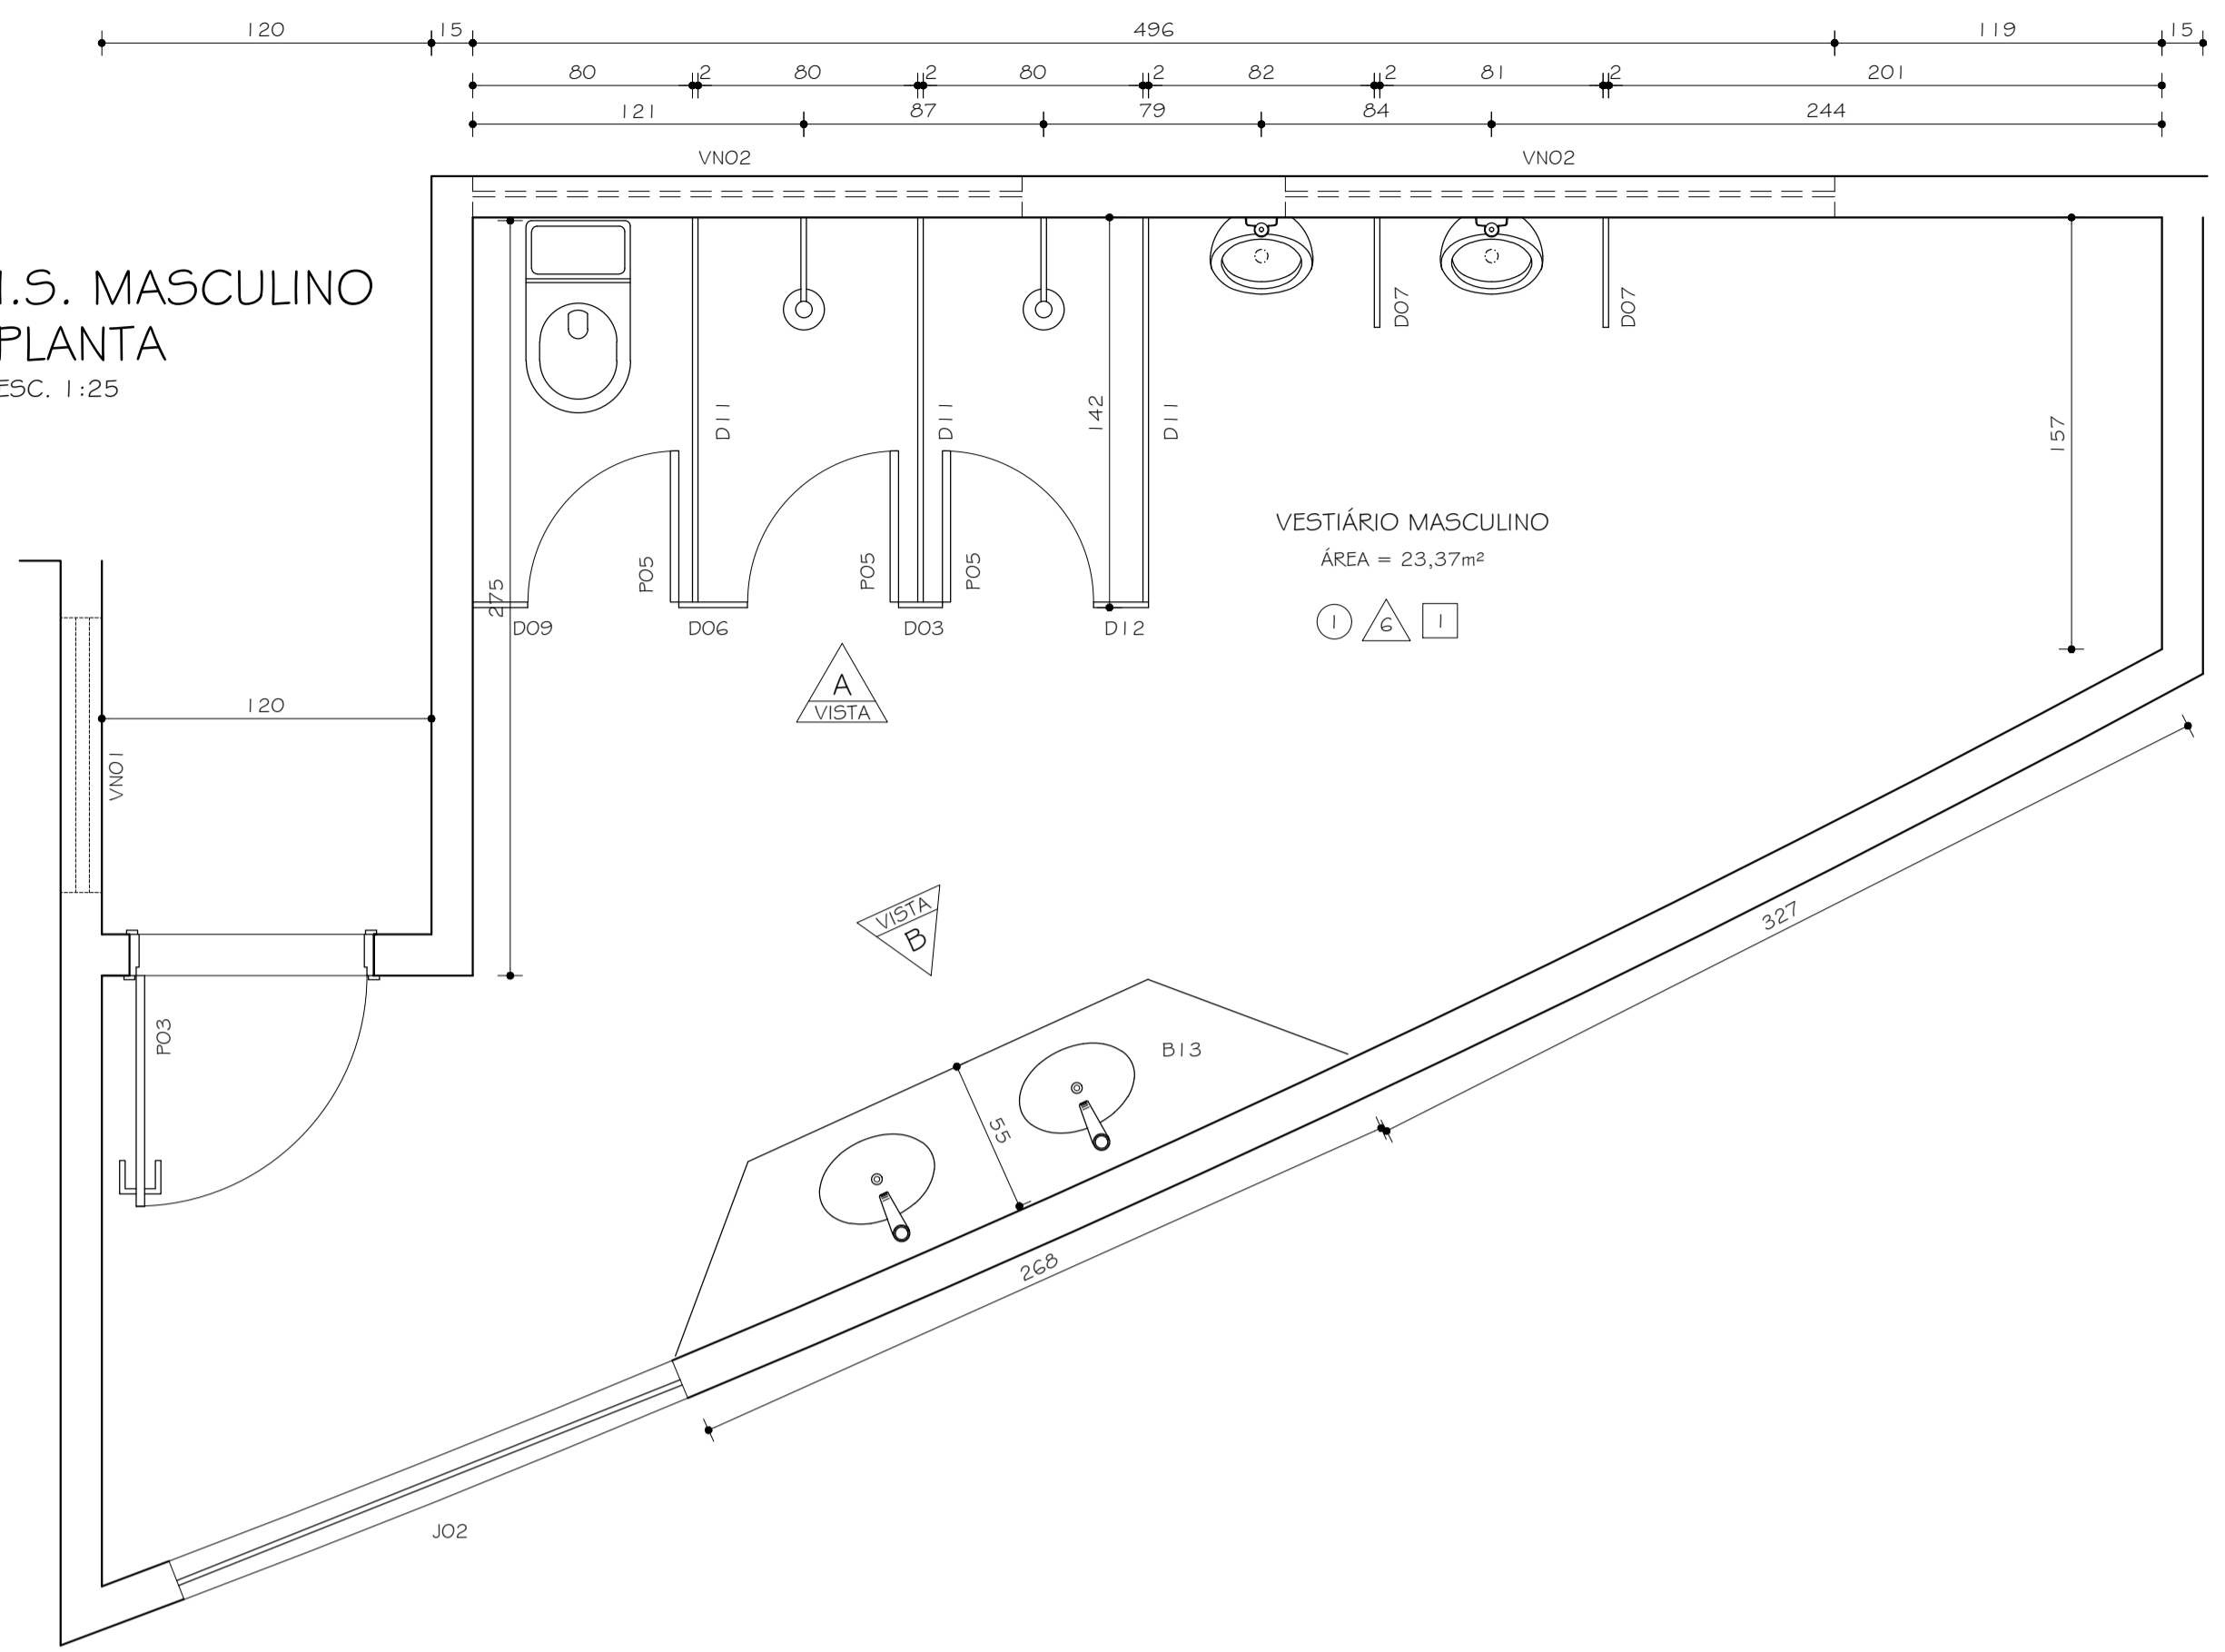 120 15 496 119 15
80 2 80 2 80 2 82 2 81 2 201
121 87 79 84 244
VN02 VN02
.S. MASCULINO
PLANTA
ESC. 1:25
D07 D07
D11 D11 D11
142
157
VESTIÁRIO MASCULINO
ÁREA = 23,37m²
P05 P05 P05
275
D09 D06 D03 D12
1 6 1
A
VISTA
120
VN01
VISTA
B
327
P03
B13
55
268
J02